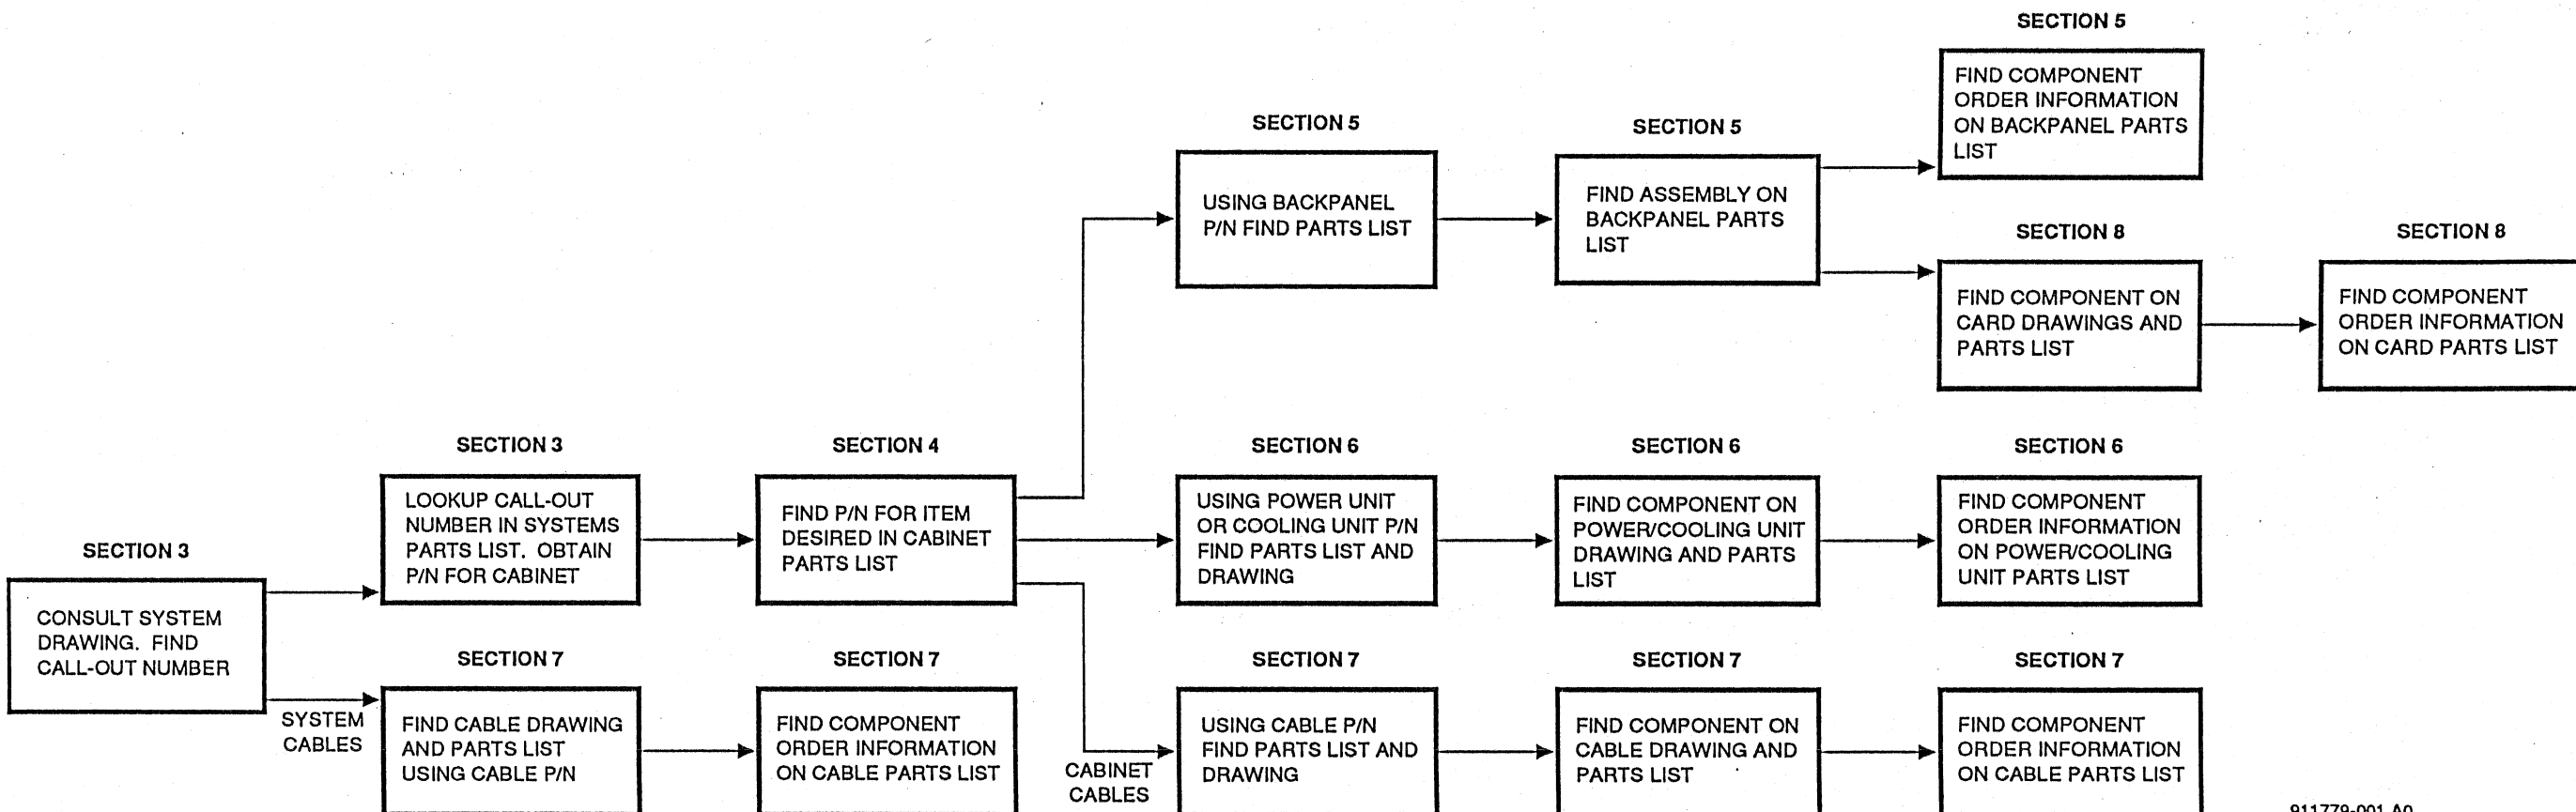 SECTION 5
FIND COMPONENT
ORDER INFORMATION
ON BACKPANEL PARTS
LIST
SECTION 5
USING BACKPANEL
P/N FIND PARTS LIST
SECTION 5
FIND ASSEMBLY ON
BACKPANEL PARTS
LIST
SECTION 8
FIND COMPONENT ON
CARD DRAWINGS AND
PARTS LIST
SECTION 8
FIND COMPONENT
ORDER INFORMATION
ON CARD PARTS LIST
SECTION 3
CONSULT SYSTEM
DRAWING. FIND
CALL-OUT NUMBER
SECTION 3
LOOKUP CALL-OUT
NUMBER IN SYSTEMS
PARTS LIST. OBTAIN
P/N FOR CABINET
SECTION 4
FIND P/N FOR ITEM
DESIRED IN CABINET
PARTS LIST
SECTION 6
USING POWER UNIT
OR COOLING UNIT P/N
FIND PARTS LIST AND
DRAWING
SECTION 6
FIND COMPONENT ON
POWER/COOLING UNIT
DRAWING AND PARTS
LIST
SECTION 6
FIND COMPONENT
ORDER INFORMATION
ON POWER/COOLING
UNIT PARTS LIST
SYSTEM
CABLES
SECTION 7
FIND CABLE DRAWING
AND PARTS LIST
USING CABLE P/N
SECTION 7
FIND COMPONENT
ORDER INFORMATION
ON CABLE PARTS LIST
CABINET
CABLES
SECTION 7
USING CABLE P/N
FIND PARTS LIST AND
DRAWING
SECTION 7
FIND COMPONENT ON
CABLE DRAWING AND
PARTS LIST
SECTION 7
FIND COMPONENT
ORDER INFORMATION
ON CABLE PARTS LIST
911779-001 A0